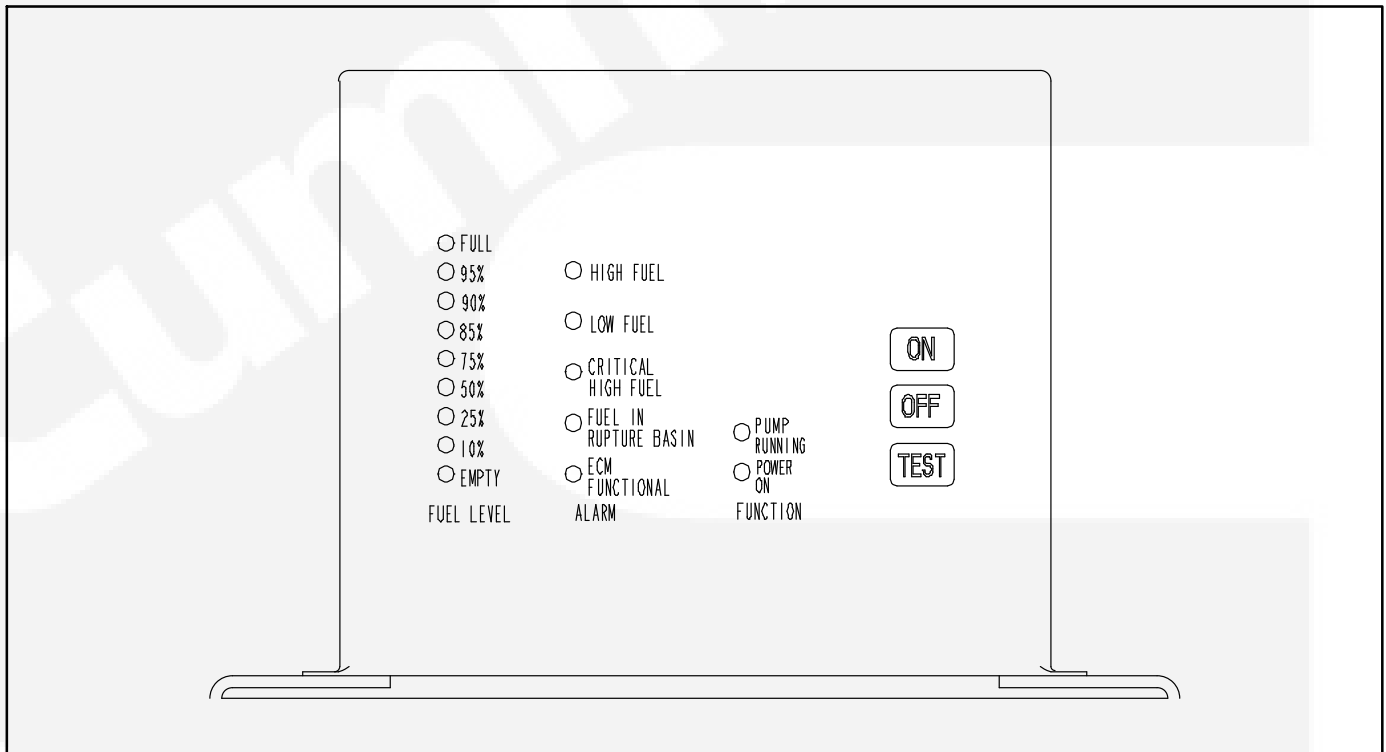 FULL
95%
90%
85%
75%
50%
25%
10%
EMPTY
FUEL LEVEL
HIGH FUEL
LOW FUEL
CRITICAL
HIGH FUEL
FUEL IN
RUPTURE BASIN
ECM
FUNCTIONAL
ALARM
PUMP
RUNNING
POWER
ON
FUNCTION
ON
OFF
TEST